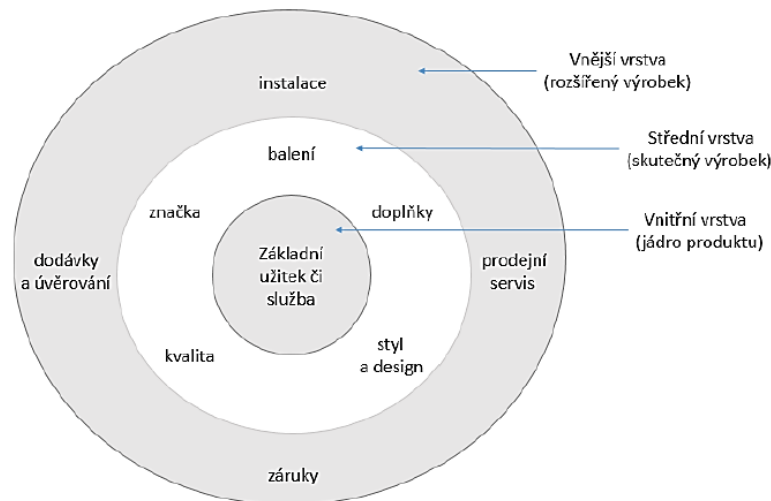 Vnější vrstva
(rozšířený výrobek)
instalace
Střední vrstva
(skutečný výrobek)
balení
značka
doplňky
Vnitřní vrstva
(jádro produktu)
Základní
užitek či
služba
dodávky
a úvěrování
prodejní
servis
kvalita
styl
a design
záruky